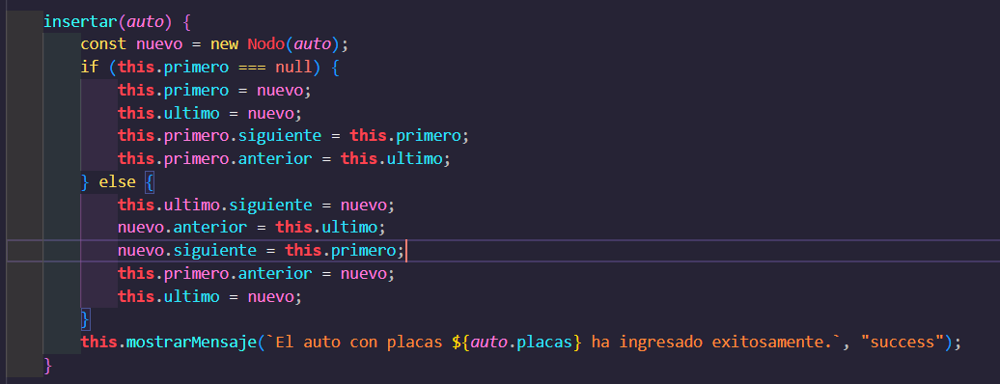 insertar(auto) {
const nuevo = new Nodo(auto);
if (this.primero === null) {
this.primero = nuevo;
this.ultimo = nuevo;
this.primero.siguiente = this.primero;
this.primero.anterior = this.ultimo;
} else {
this.ultimo.siguiente = nuevo;
nuevo.anterior = this.ultimo;
nuevo.siguiente = this.primero;
this.primero.anterior = nuevo;
this.ultimo = nuevo;
}
this.mostrarMensaje(`El auto con placas ${auto.placas} ha ingresado exitosamente.`, "success");
}